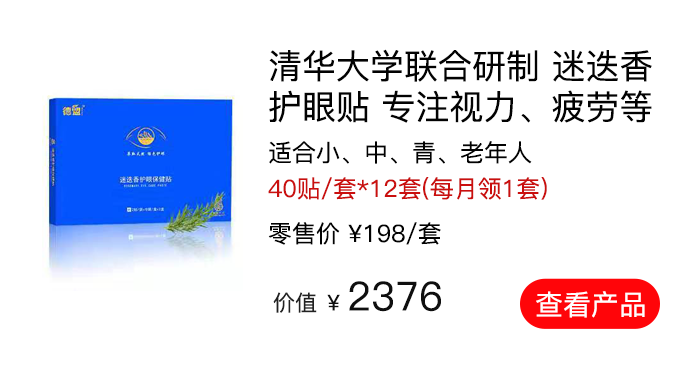 清华大学联合研制 迷迭香
护眼贴 专注视力、疲劳等
适合小、中、青、老年人
40贴/套*12套(每月领1套)
零售价 ¥198/套
价值 ¥ 2376
查看产品
德盟
迷迭香护眼保健贴